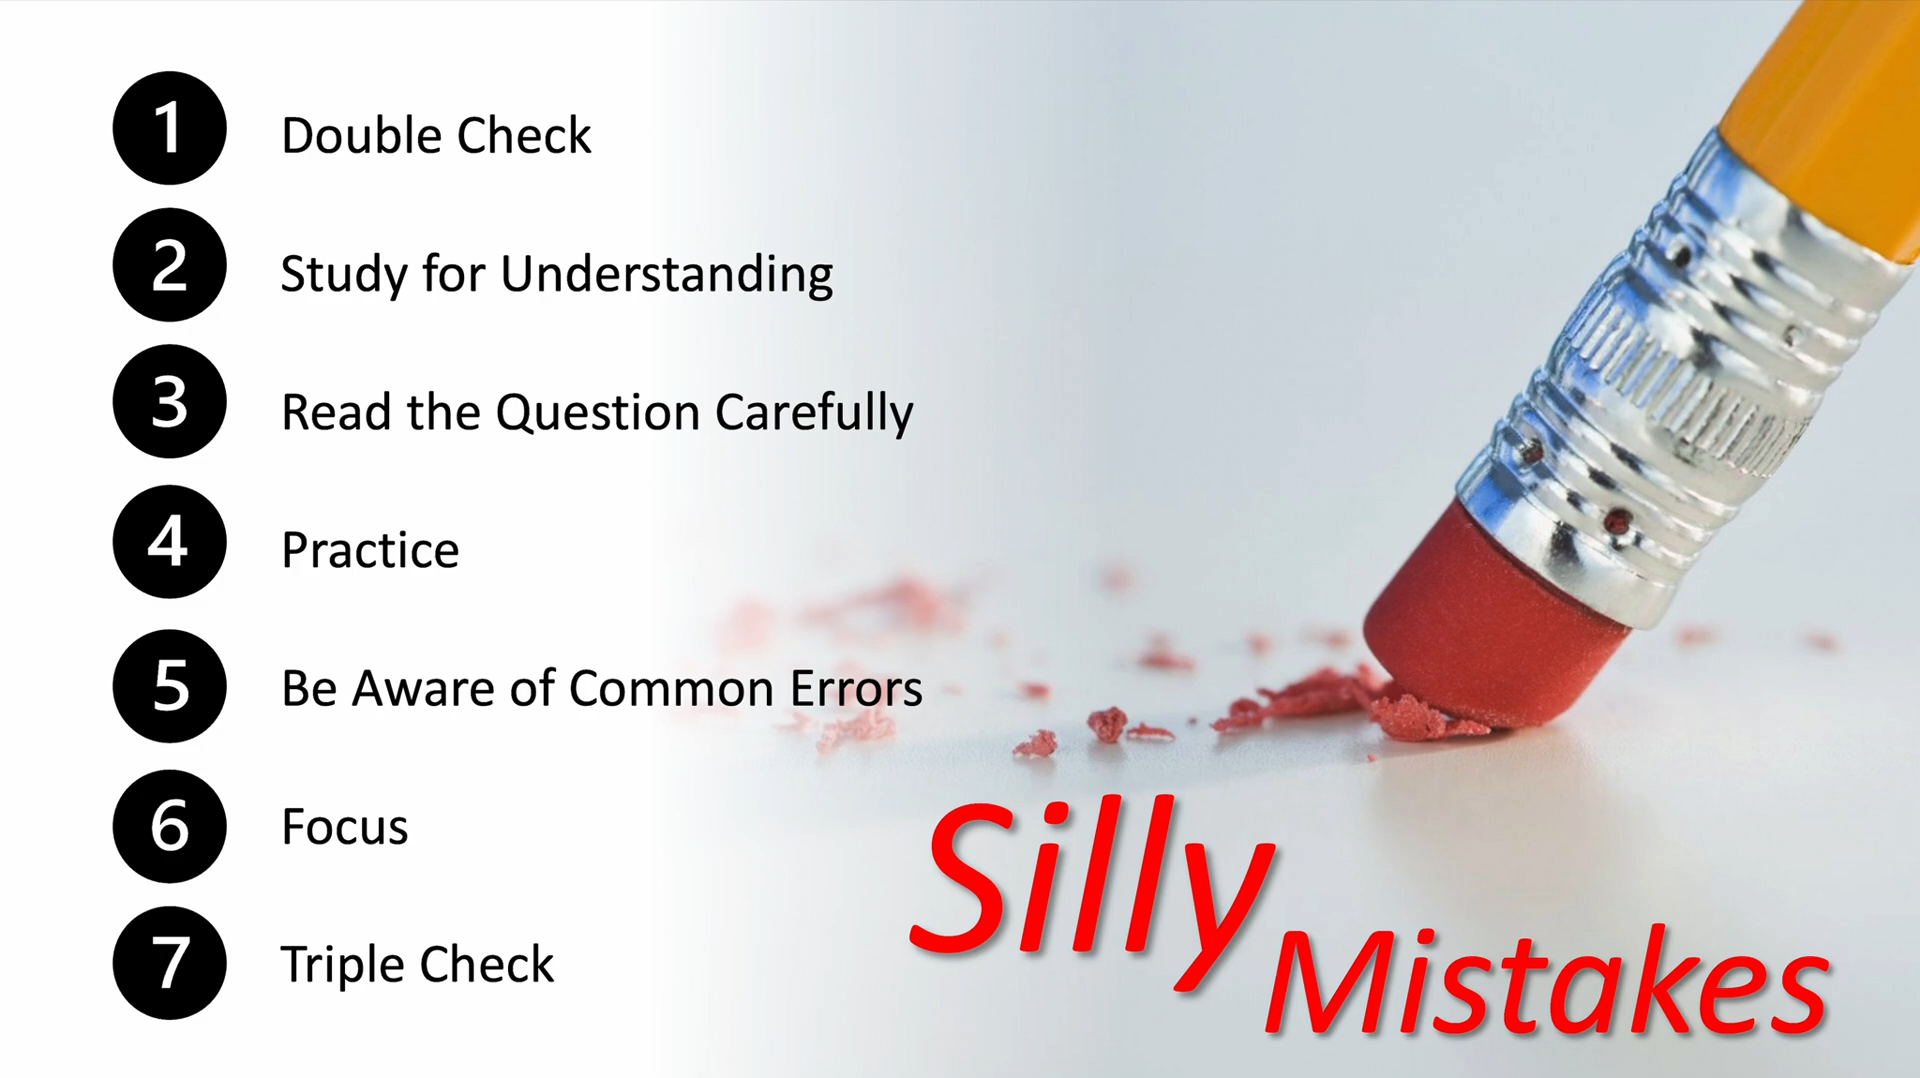 1 Double Check
2 Study for Understanding
3 Read the Question Carefully
4 Practice
5 Be Aware of Common Errors
6 Focus
7 Triple Check
Silly
Mistakes